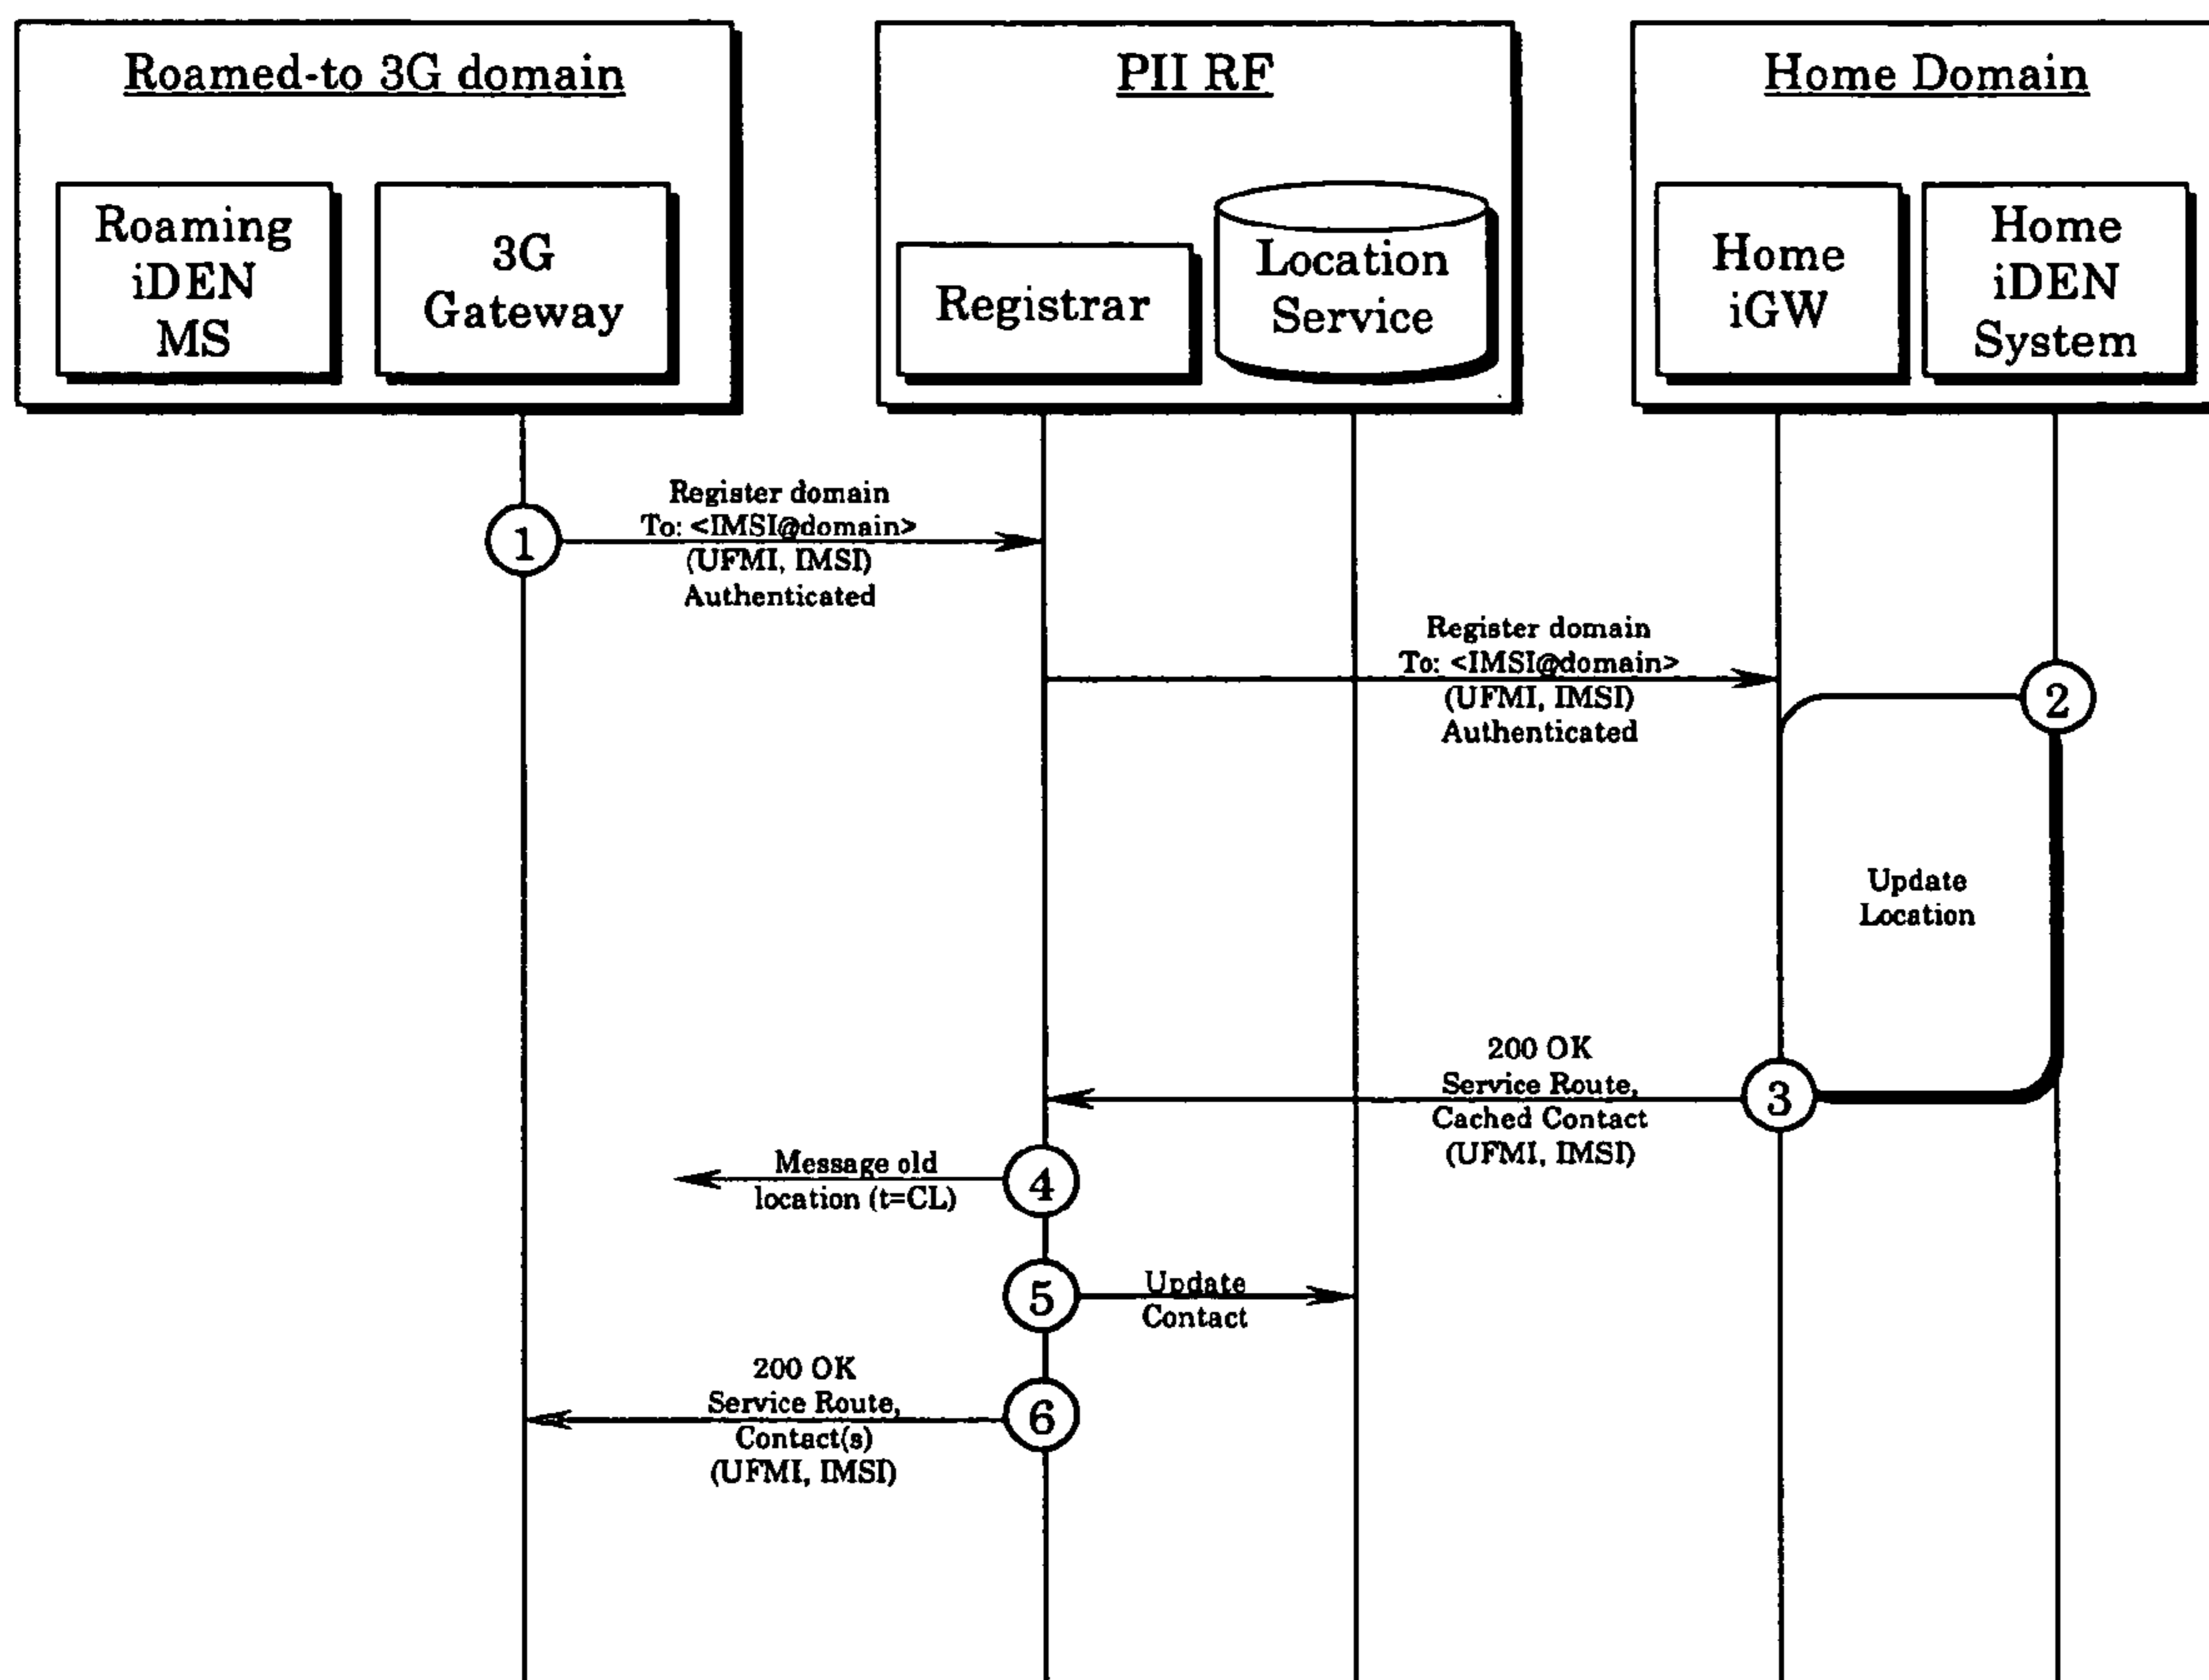 Roamed-to 3G domain
PII RF
Home Domain
Roaming
iDEN
MS
3G
Gateway
Registrar
Location
Service
Home
iGW
Home
iDEN
System
1
Register domain
To: <IMSI@domain>
(UFMI, IMSI)
Authenticated
Register domain
To: <IMSI@domain>
(UFMI, IMSI)
Authenticated
2
Update
Location
3
200 OK
Service Route,
Cached Contact
(UFMI, IMSI)
4
Message old
location (t=CL)
5
Update
Contact
6
200 OK
Service Route,
Contact(s)
(UFMI, IMSI)